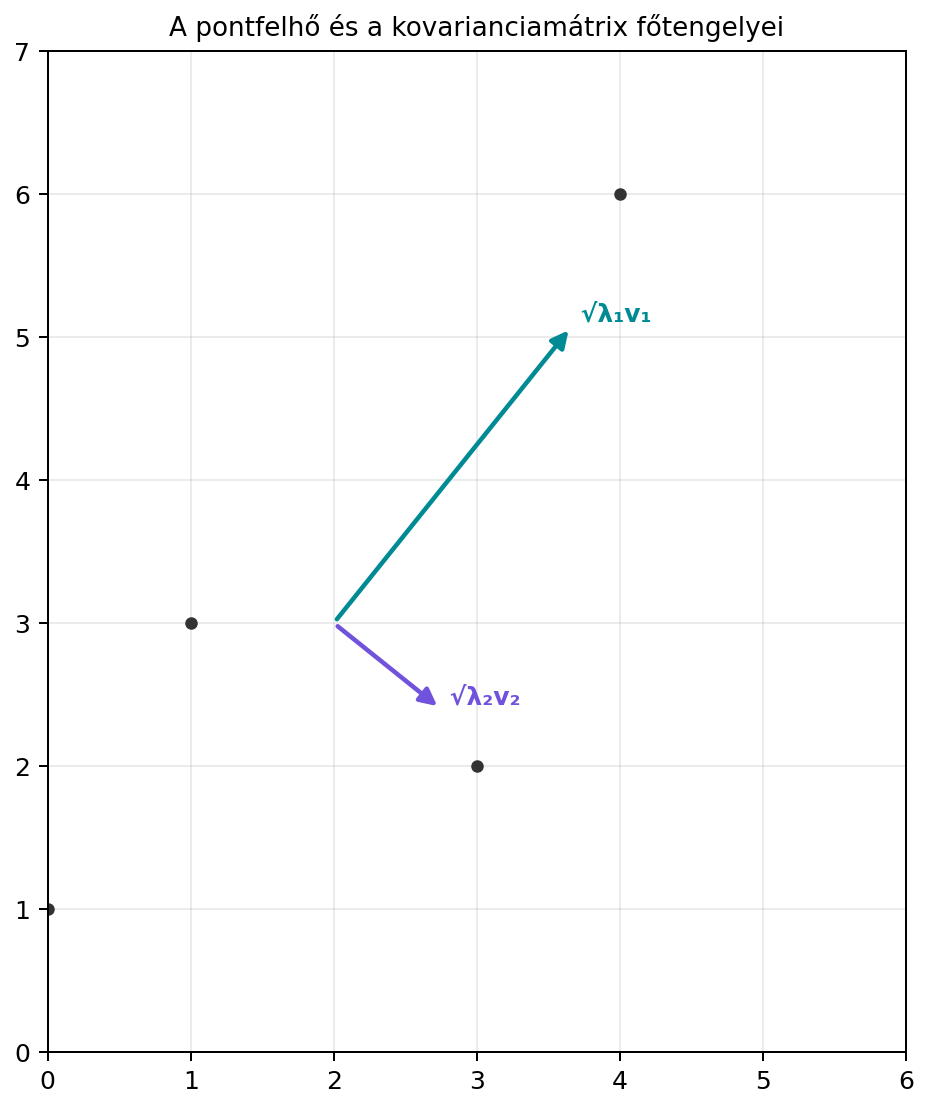 A pontfelhő és a kovarianciamátrix főtengelyei
7
6
5
4
3
2
1
0
√λ₁v₁
√λ₂v₂
0 1 2 3 4 5 6